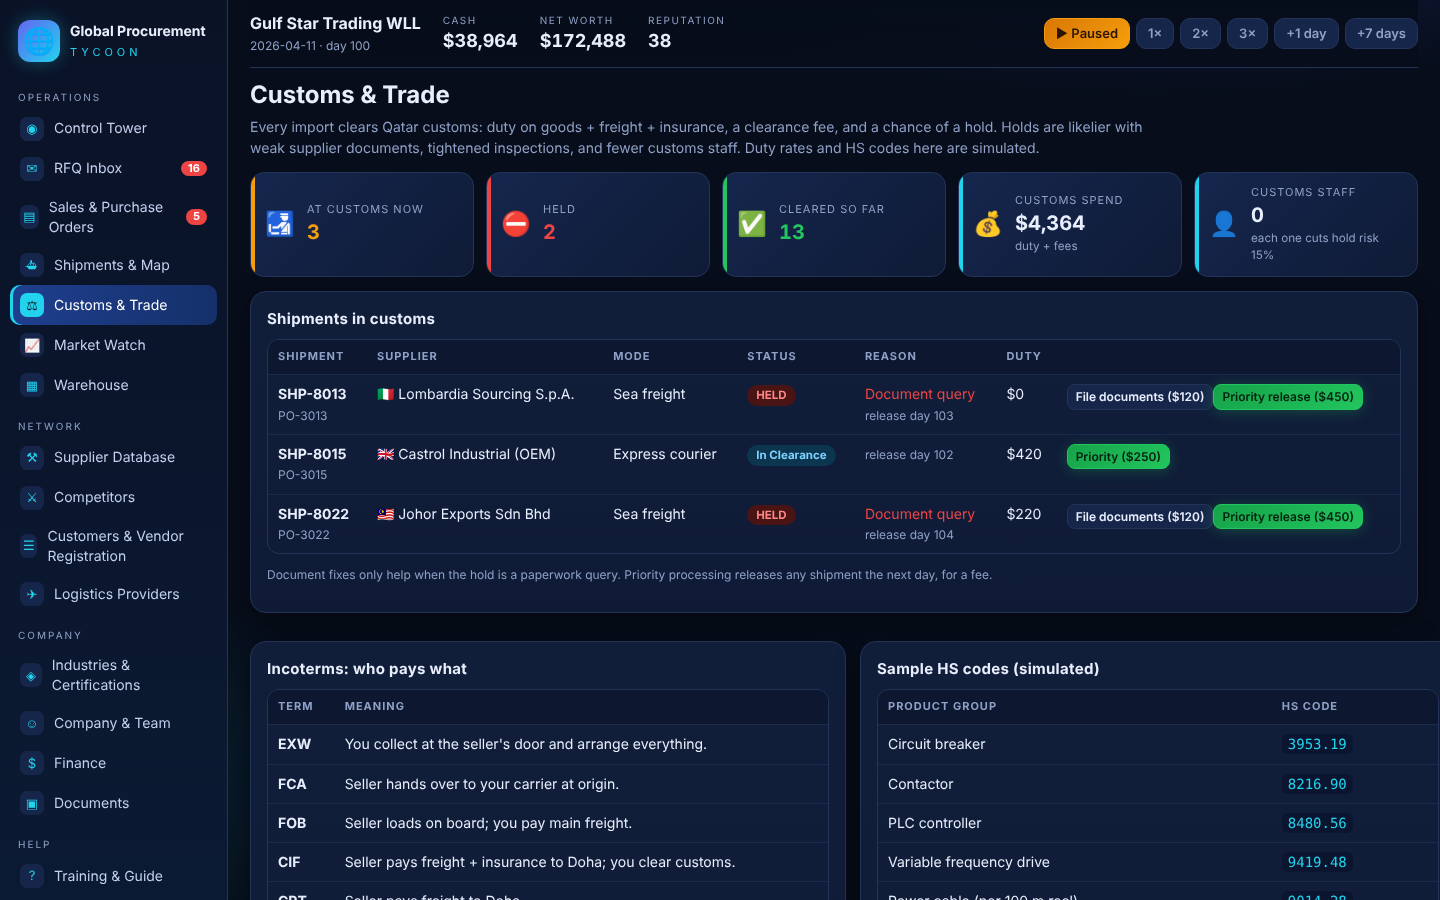 Global Procurement
TYCOON
OPERATIONS
Control Tower
RFQ Inbox
16
Sales & Purchase
Orders
5
Shipments & Map
Customs & Trade
Market Watch
Warehouse
NETWORK
Supplier Database
Competitors
Customers & Vendor
Registration
Logistics Providers
COMPANY
Industries &
Certifications
Company & Team
Finance
Documents
HELP
Training & Guide
Gulf Star Trading WLL
2026-04-11 · day 100
CASH
$38,964
NET WORTH
$172,488
REPUTATION
38
▶ Paused
1×
2×
3×
+1 day
+7 days
Customs & Trade
Every import clears Qatar customs: duty on goods + freight + insurance, a clearance fee, and a chance of a hold. Holds are likelier with
weak supplier documents, tightened inspections, and fewer customs staff. Duty rates and HS codes here are simulated.
AT CUSTOMS NOW
3
HELD
2
CLEARED SO FAR
13
CUSTOMS SPEND
$4,364
duty + fees
CUSTOMS STAFF
0
each one cuts hold risk
15%
Shipments in customs
SHIPMENT SUPPLIER MODE STATUS REASON DUTY
SHP-8013 Lombardia Sourcing S.p.A. Sea freight HELD Document query $0 File documents ($120) Priority release ($450)
PO-3013 release day 103
SHP-8015 Castrol Industrial (OEM) Express courier In Clearance release day 102 $420 Priority ($250)
PO-3015
SHP-8022 Johor Exports Sdn Bhd Sea freight HELD Document query $220 File documents ($120) Priority release ($450)
PO-3022 release day 104
Document fixes only help when the hold is a paperwork query. Priority processing releases any shipment the next day, for a fee.
Incoterms: who pays what
TERM MEANING
EXW You collect at the seller's door and arrange everything.
FCA Seller hands over to your carrier at origin.
FOB Seller loads on board; you pay main freight.
CIF Seller pays freight + insurance to Doha; you clear customs.
CPT Seller pays freight to Doha
Sample HS codes (simulated)
PRODUCT GROUP HS CODE
Circuit breaker 3953.19
Contactor 8216.90
PLC controller 8480.56
Variable frequency drive 9419.48
Power cable (per 100 m reel)